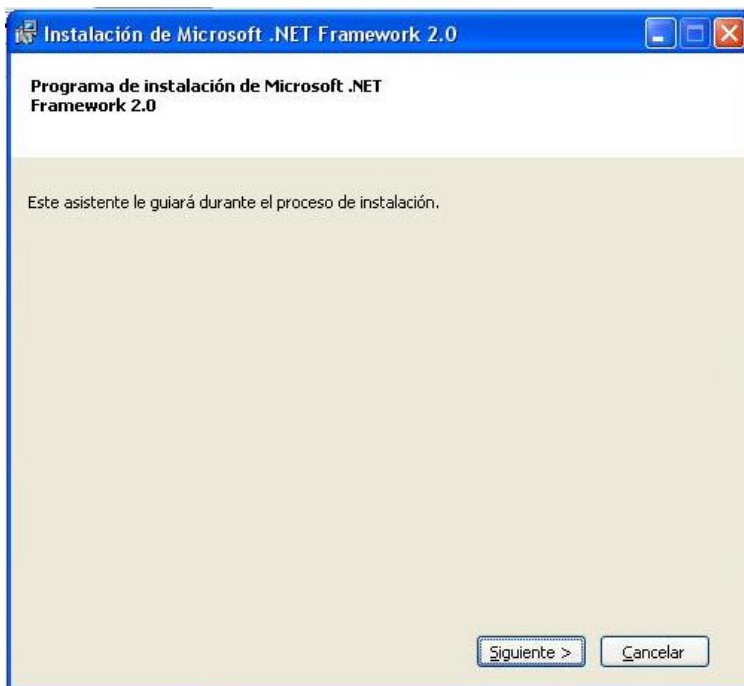 Instalación de Microsoft .NET Framework 2.0
Programa de instalación de Microsoft .NET
Framework 2.0
Este asistente le guiará durante el proceso de instalación.
Siguiente >
Cancelar